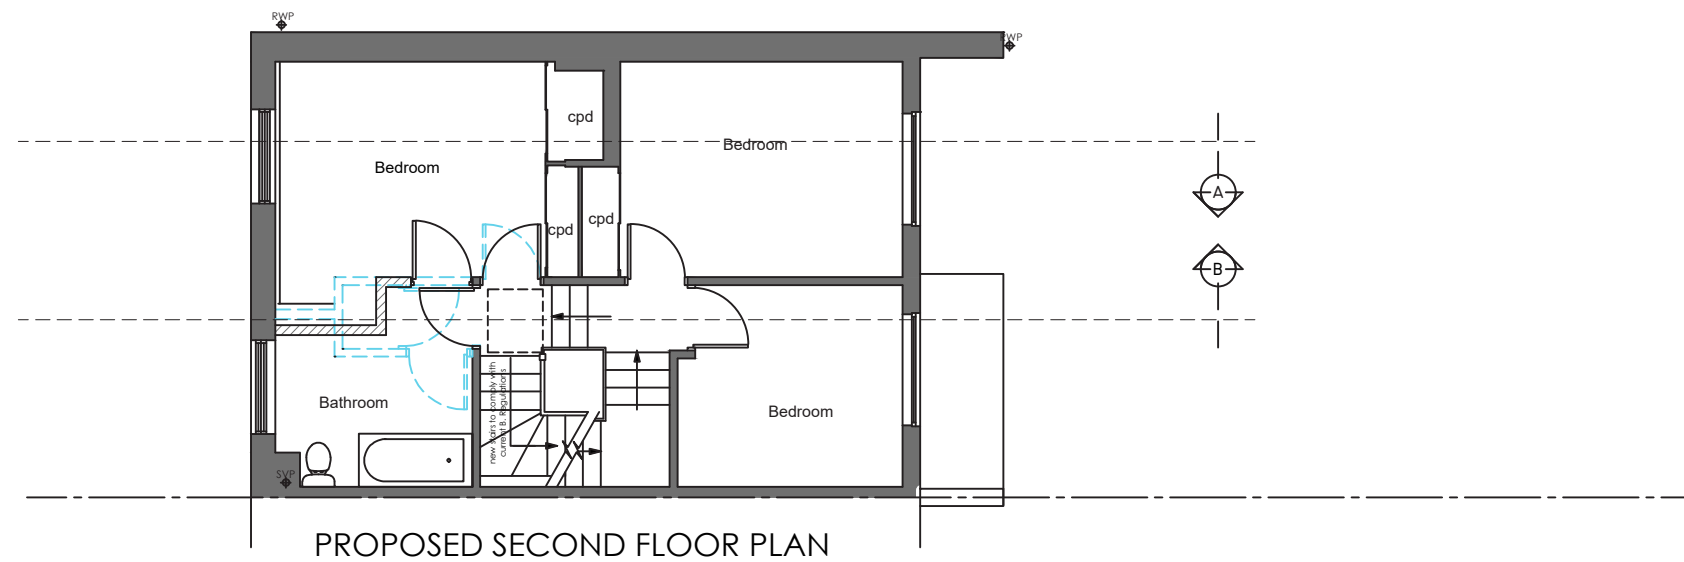 RWP
RWP
cpd
Bedroom
Bedroom
A
cpd
cpd
B
new stairs to comply with
current B. Regulations
Bathroom
Bedroom
SVP
PROPOSED SECOND FLOOR PLAN